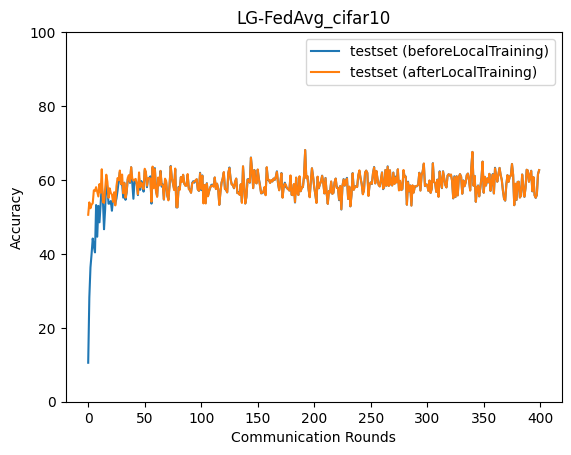 LG-FedAvg_cifar10
testset (beforeLocalTraining)
testset (afterLocalTraining)
Accuracy
100
80
60
40
20
0
0 50 100 150 200 250 300 350 400
Communication Rounds